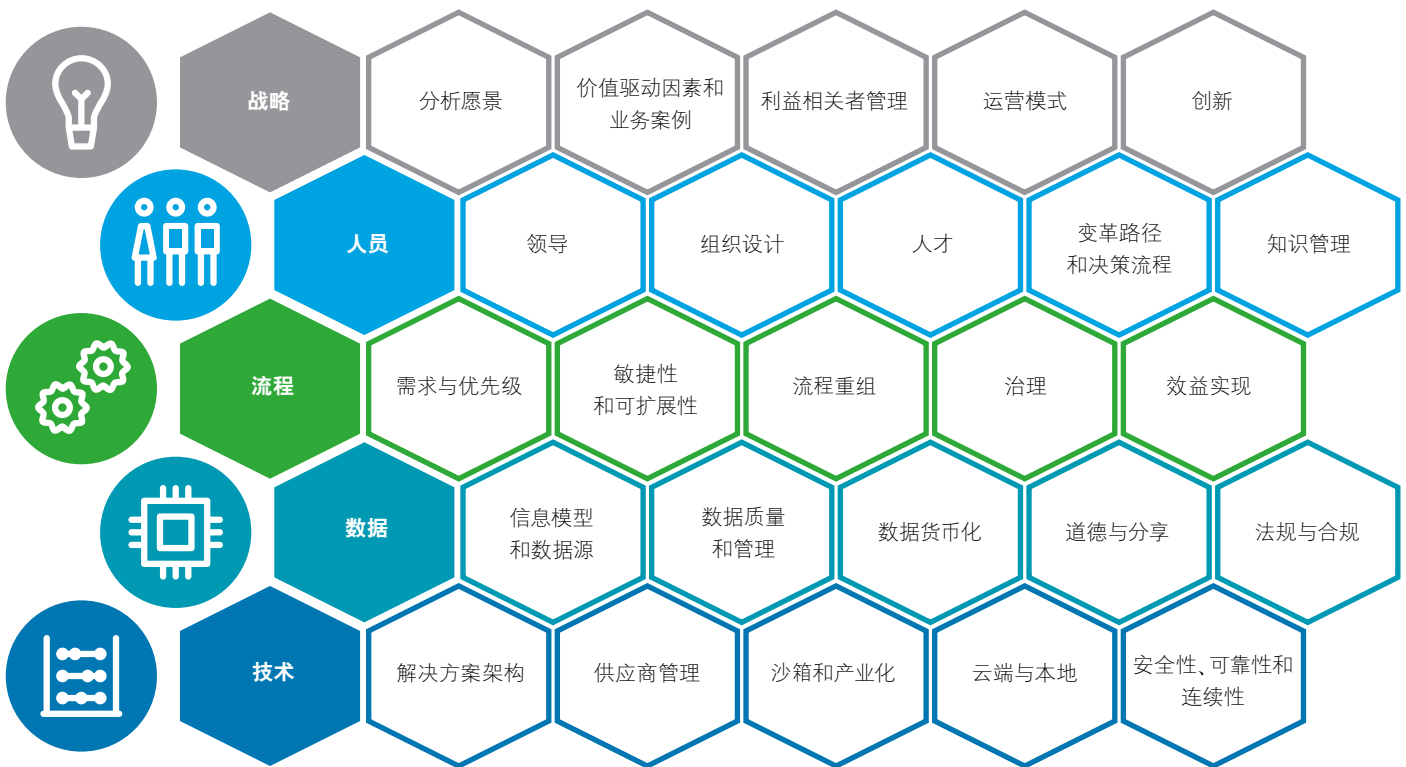 战略
分析愿景
价值驱动因素和
业务案例
利益相关者管理
运营模式
创新
人员
领导
组织设计
人才
变革路径
和决策流程
知识管理
流程
需求与优先级
敏捷性
和可扩展性
流程重组
治理
效益实现
数据
信息模型
和数据源
数据质量
和管理
数据货币化
道德与分享
法规与合规
技术
解决方案架构
供应商管理
沙箱和产业化
云端与本地
安全性、可靠性和
连续性